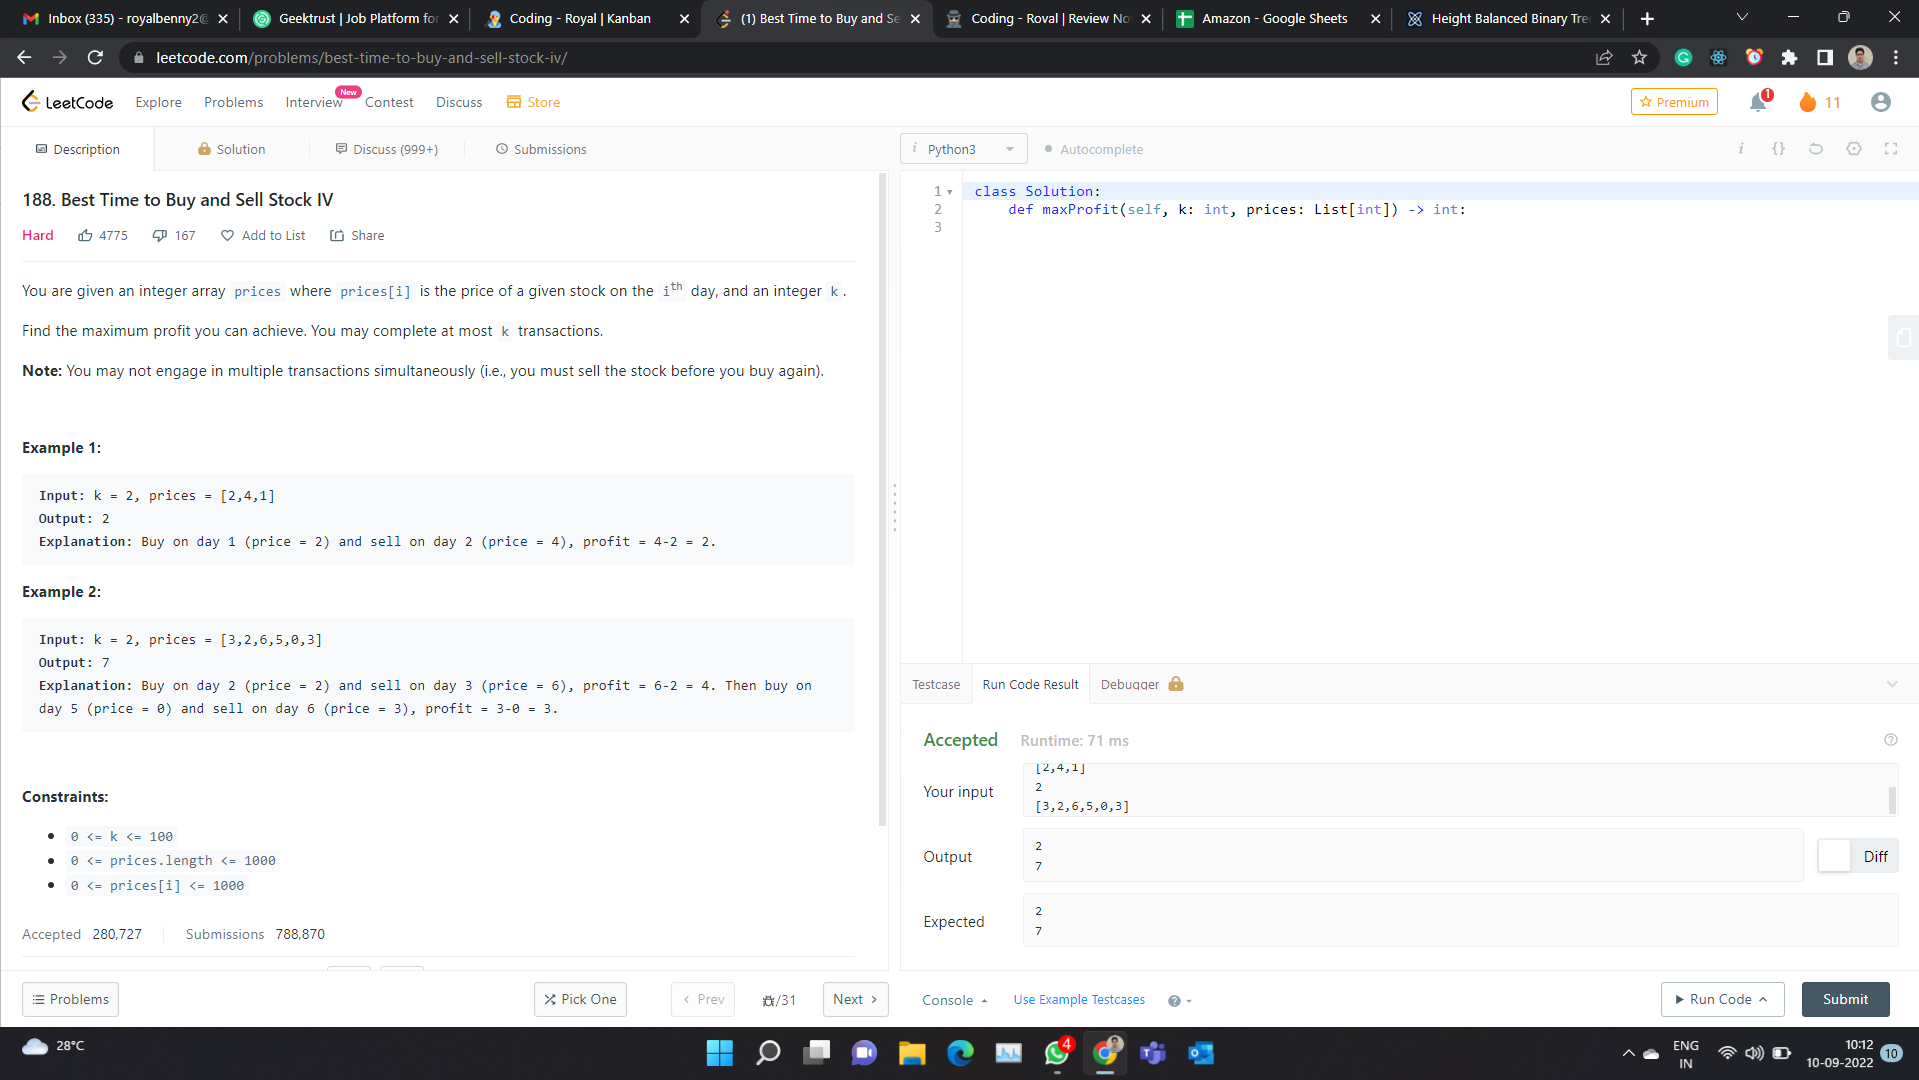 Inbox (335) - royalbenny2@
Geektrust | Job Platform for
Coding - Royal | Kanban
(1) Best Time to Buy and Se
Coding - Royal | Review No
Amazon - Google Sheets
Height Balanced Binary Tre
leetcode.com/problems/best-time-to-buy-and-sell-stock-iv/
LeetCode
Explore
Problems
Interview
New
Contest
Discuss
Store
Premium
1
11
Description
Solution
Discuss (999+)
Submissions
i Python3
Autocomplete
i {}
188. Best Time to Buy and Sell Stock IV
Hard
4775
167
Add to List
Share
You are given an integer array prices where prices[i] is the price of a given stock on the ith day, and an integer k.
Find the maximum profit you can achieve. You may complete at most k transactions.
Note: You may not engage in multiple transactions simultaneously (i.e., you must sell the stock before you buy again).
Example 1:
Input: k = 2, prices = [2,4,1]
Output: 2
Explanation: Buy on day 1 (price = 2) and sell on day 2 (price = 4), profit = 4-2 = 2.
Example 2:
Input: k = 2, prices = [3,2,6,5,0,3]
Output: 7
Explanation: Buy on day 2 (price = 2) and sell on day 3 (price = 6), profit = 6-2 = 4. Then buy on
day 5 (price = 0) and sell on day 6 (price = 3), profit = 3-0 = 3.
Constraints:
0 <= k <= 100
0 <= prices.length <= 1000
0 <= prices[i] <= 1000
Accepted 280,727
Submissions 788,870
1 class Solution:
2 def maxProfit(self, k: int, prices: List[int]) -> int:
3
Testcase
Run Code Result
Debugger
Accepted
Runtime: 71 ms
Your input
[2,4,1]
2
[3,2,6,5,0,3]
Output
2
7
Diff
Expected
2
7
Problems
Pick One
Prev
/31
Next
Console
Use Example Testcases
Run Code
Submit
28°C
4
ENG
IN
10:12
10-09-2022
10